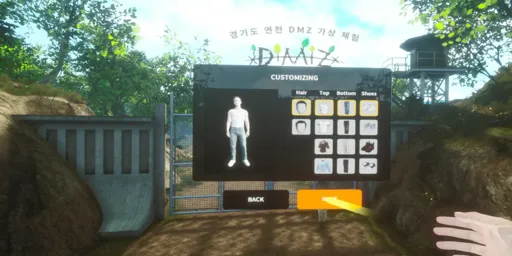 경기도 연천 DMZ 가상 체험
DMZ
CUSTOMIZING
Hair Top Bottom Shoes
BACK